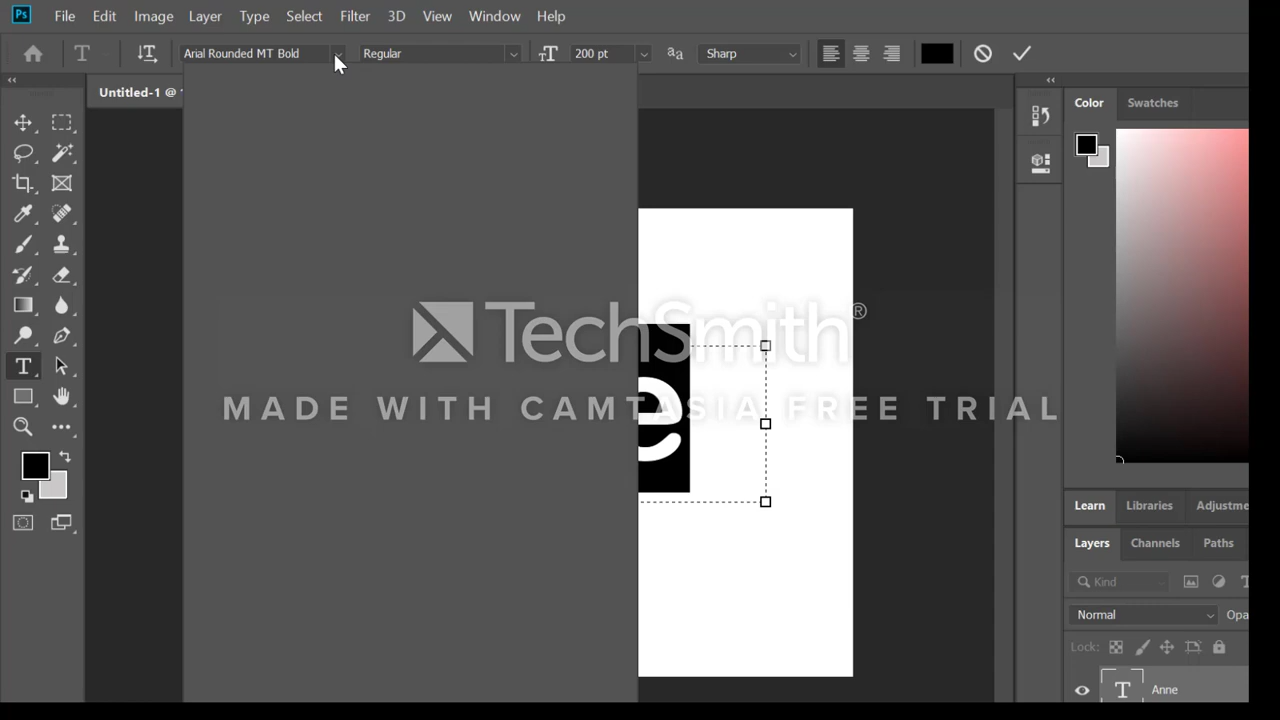 Ps File Edit Image Layer Type Select Filter 3D View Window Help
T Arial Rounded MT Bold Regular 200 pt Sharp
Untitled-1 @
Color Swatches
e
TechSmith®
MADE WITH CAMTASIA FREE TRIAL
Learn Libraries Adjustme
Layers Channels Paths
Kind
Normal Opa
Lock:
T Anne